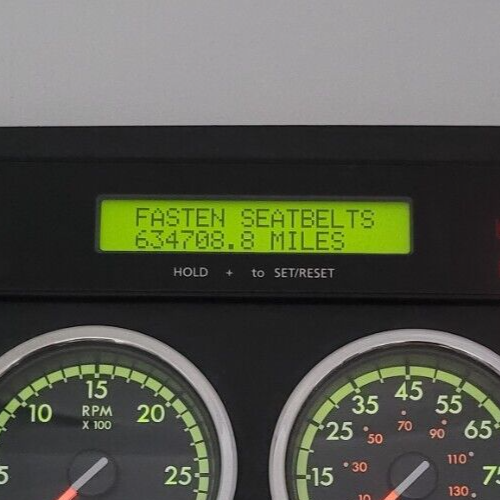 FASTEN SEATBELTS
634708.8 MILES
HOLD + to SET/RESET
15
10 RPM 20
X 100
5 25
45
35 55
25 50 70 90 65
30 110
15 75
10 130